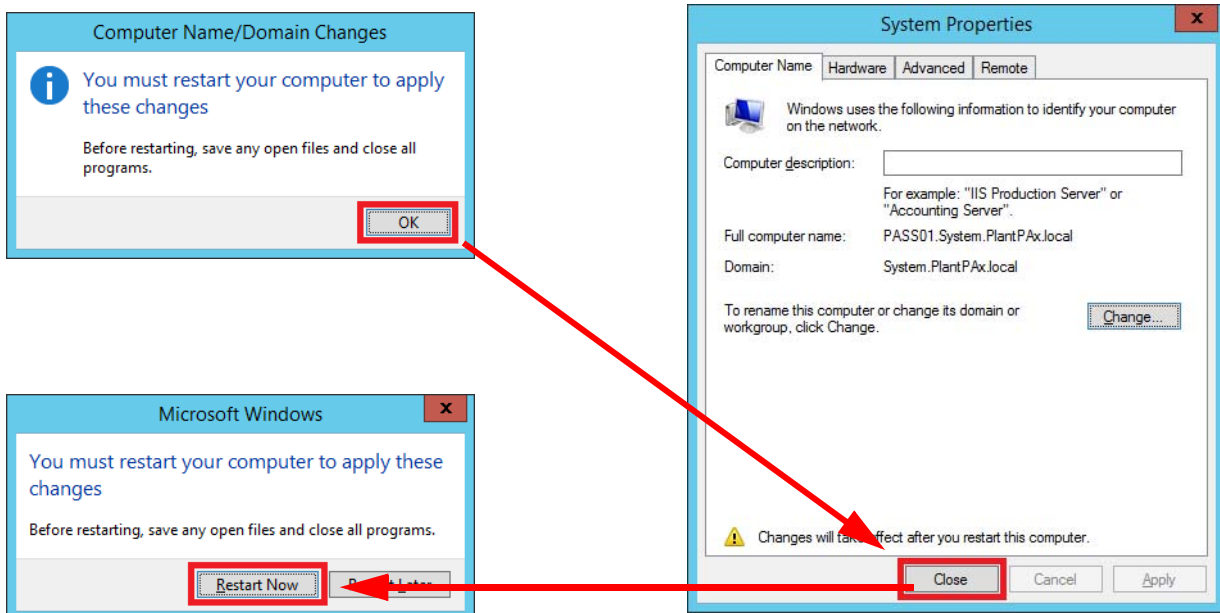 Computer Name/Domain Changes
You must restart your computer to apply
these changes
Before restarting, save any open files and close all
programs.
OK
System Properties
x
Computer Name
Hardware
Advanced
Remote
Windows uses the following information to identify your computer
on the network.
Computer description:
For example: "IIS Production Server" or
"Accounting Server".
Full computer name: PASS01.System.PlantPAx.local
Domain: System.PlantPAx.local
To rename this computer or change its domain or
workgroup, click Change.
Change...
Changes will take effect after you restart this computer.
Close
Cancel
Apply
Microsoft Windows
x
You must restart your computer to apply these
changes
Before restarting, save any open files and close all programs.
Restart Now
Later